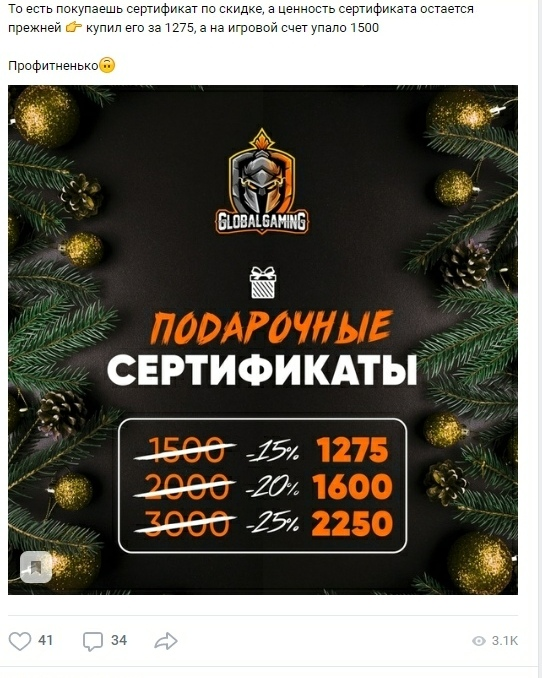 То есть покупаешь сертификат по скидке, а ценность сертификата остается
прежней 👉 купил его за 1275, а на игровой счет упало 1500
Профитненько🙃
GLOBALGAMING
ПОДАРОЧНЫЕ
СЕРТИФИКАТЫ
1500 -15% 1275
2000 -20% 1600
3000 -25% 2250
41 34 3.1K